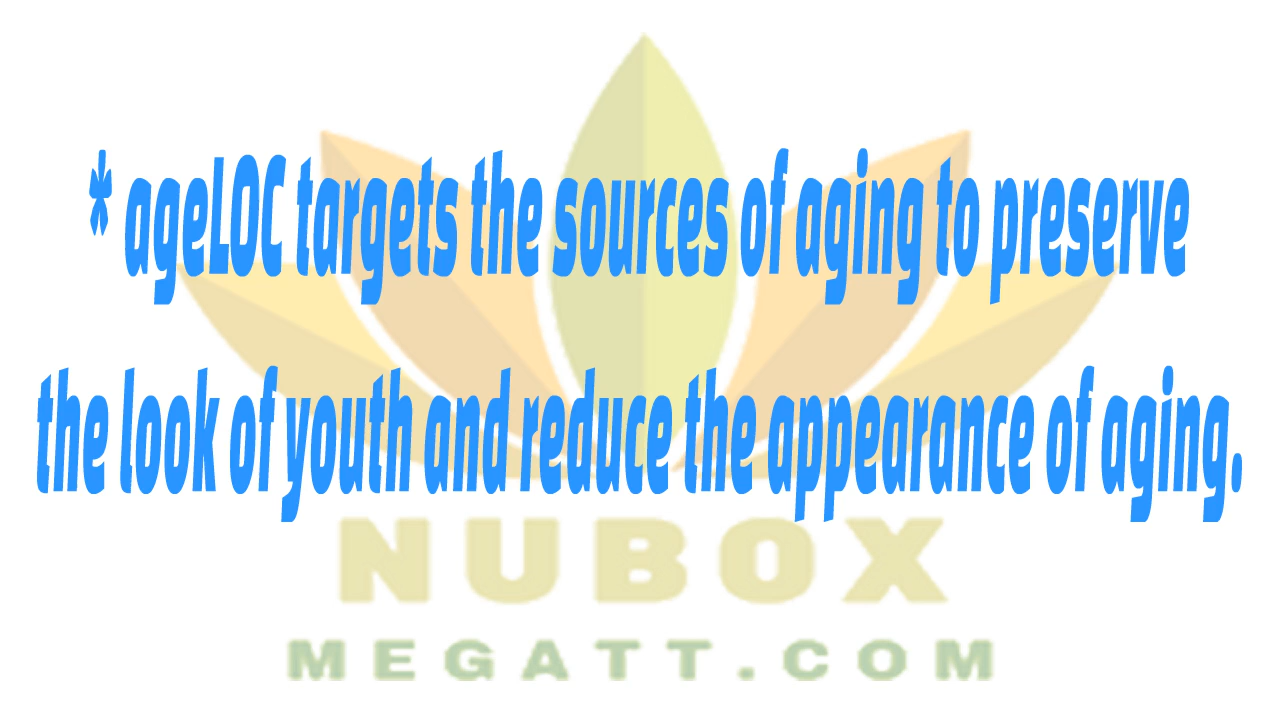 * ageLOC targets the sources of aging to preserve
the look of youth and reduce the appearance of aging.
NUBOX
MEGATT.COM